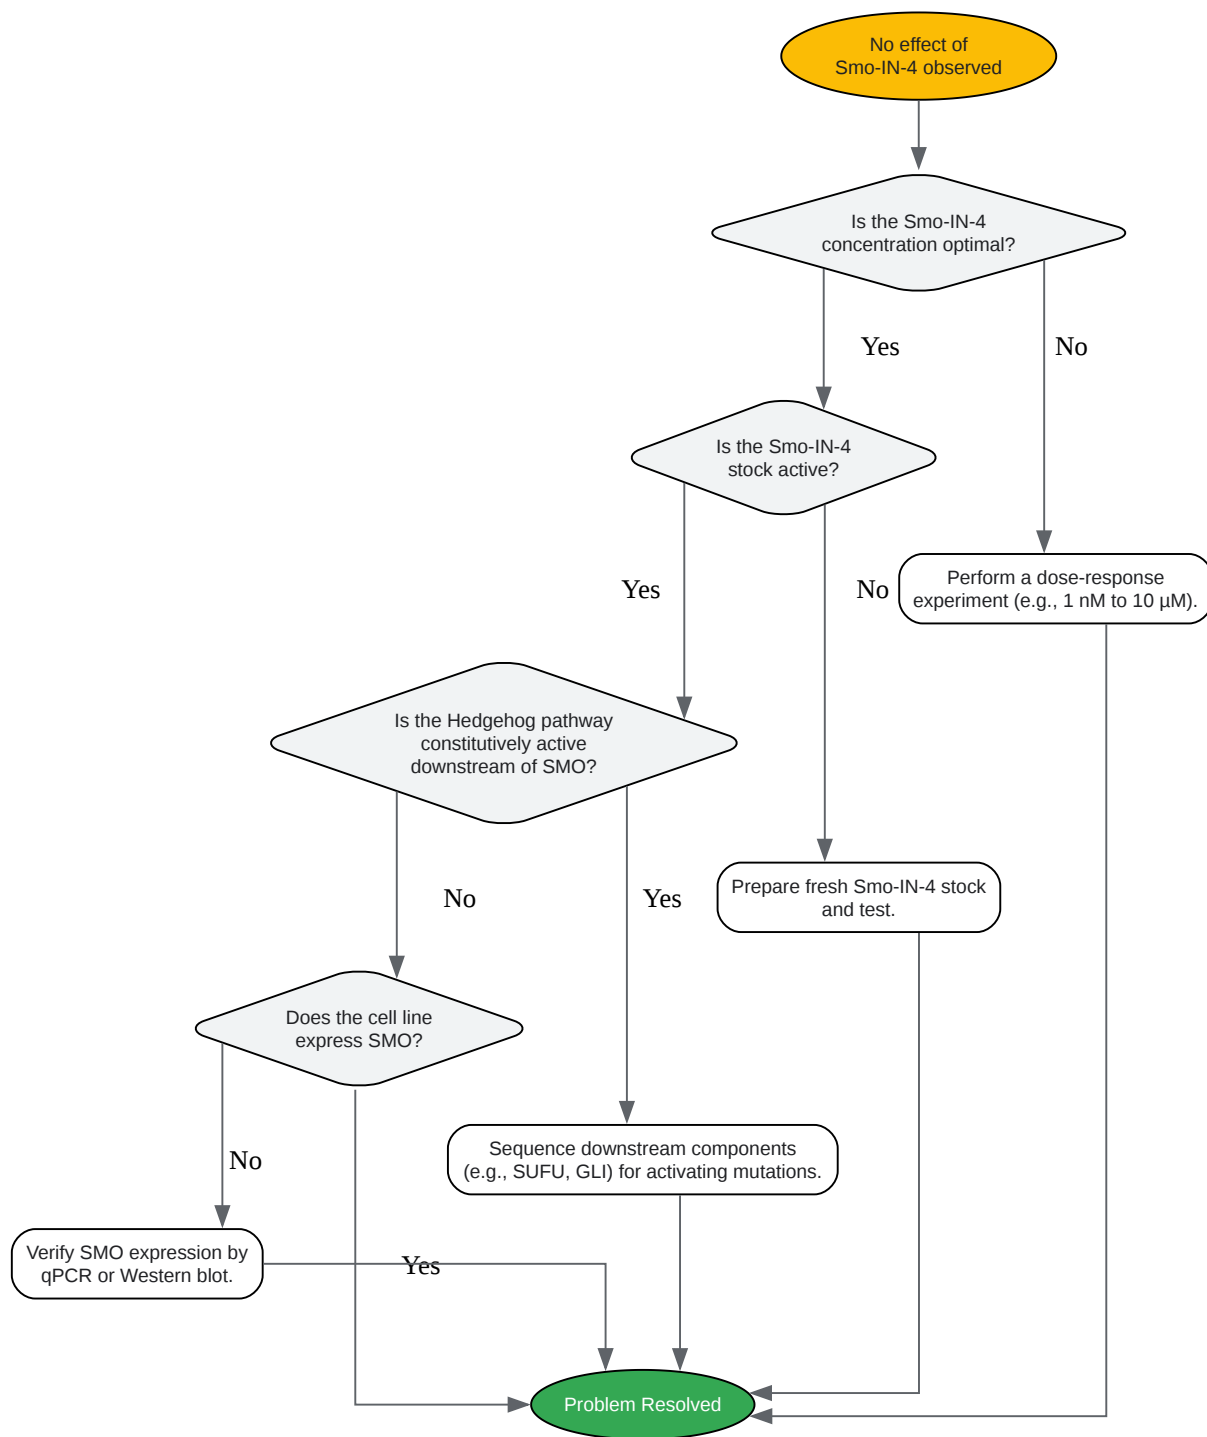 No effect of
Smo-IN-4 observed
Is the Smo-IN-4
concentration optimal?
Yes
No
Is the Smo-IN-4
stock active?
Yes
No
Perform a dose-response
experiment (e.g., 1 nM to 10 µM).
Is the Hedgehog pathway
constitutively active
downstream of SMO?
No
Yes
Prepare fresh Smo-IN-4 stock
and test.
Does the cell line
express SMO?
No
Sequence downstream components
(e.g., SUFU, GLI) for activating mutations.
Verify SMO expression by
qPCR or Western blot.
Yes
Problem Resolved